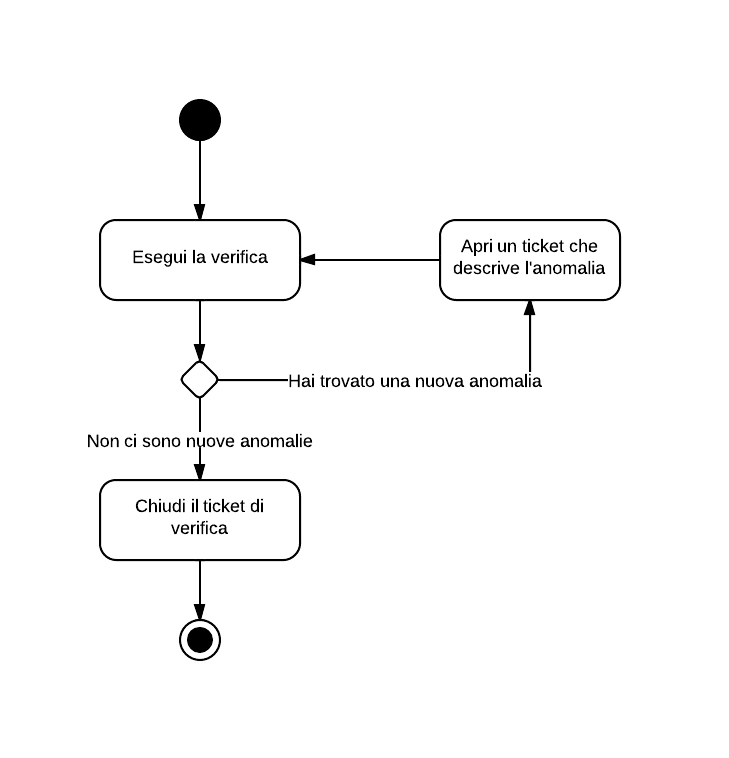 Esegui la verifica
Apri un ticket che
descrive l'anomalia
Hai trovato una nuova anomalia
Non ci sono nuove anomalie
Chiudi il ticket di
verifica